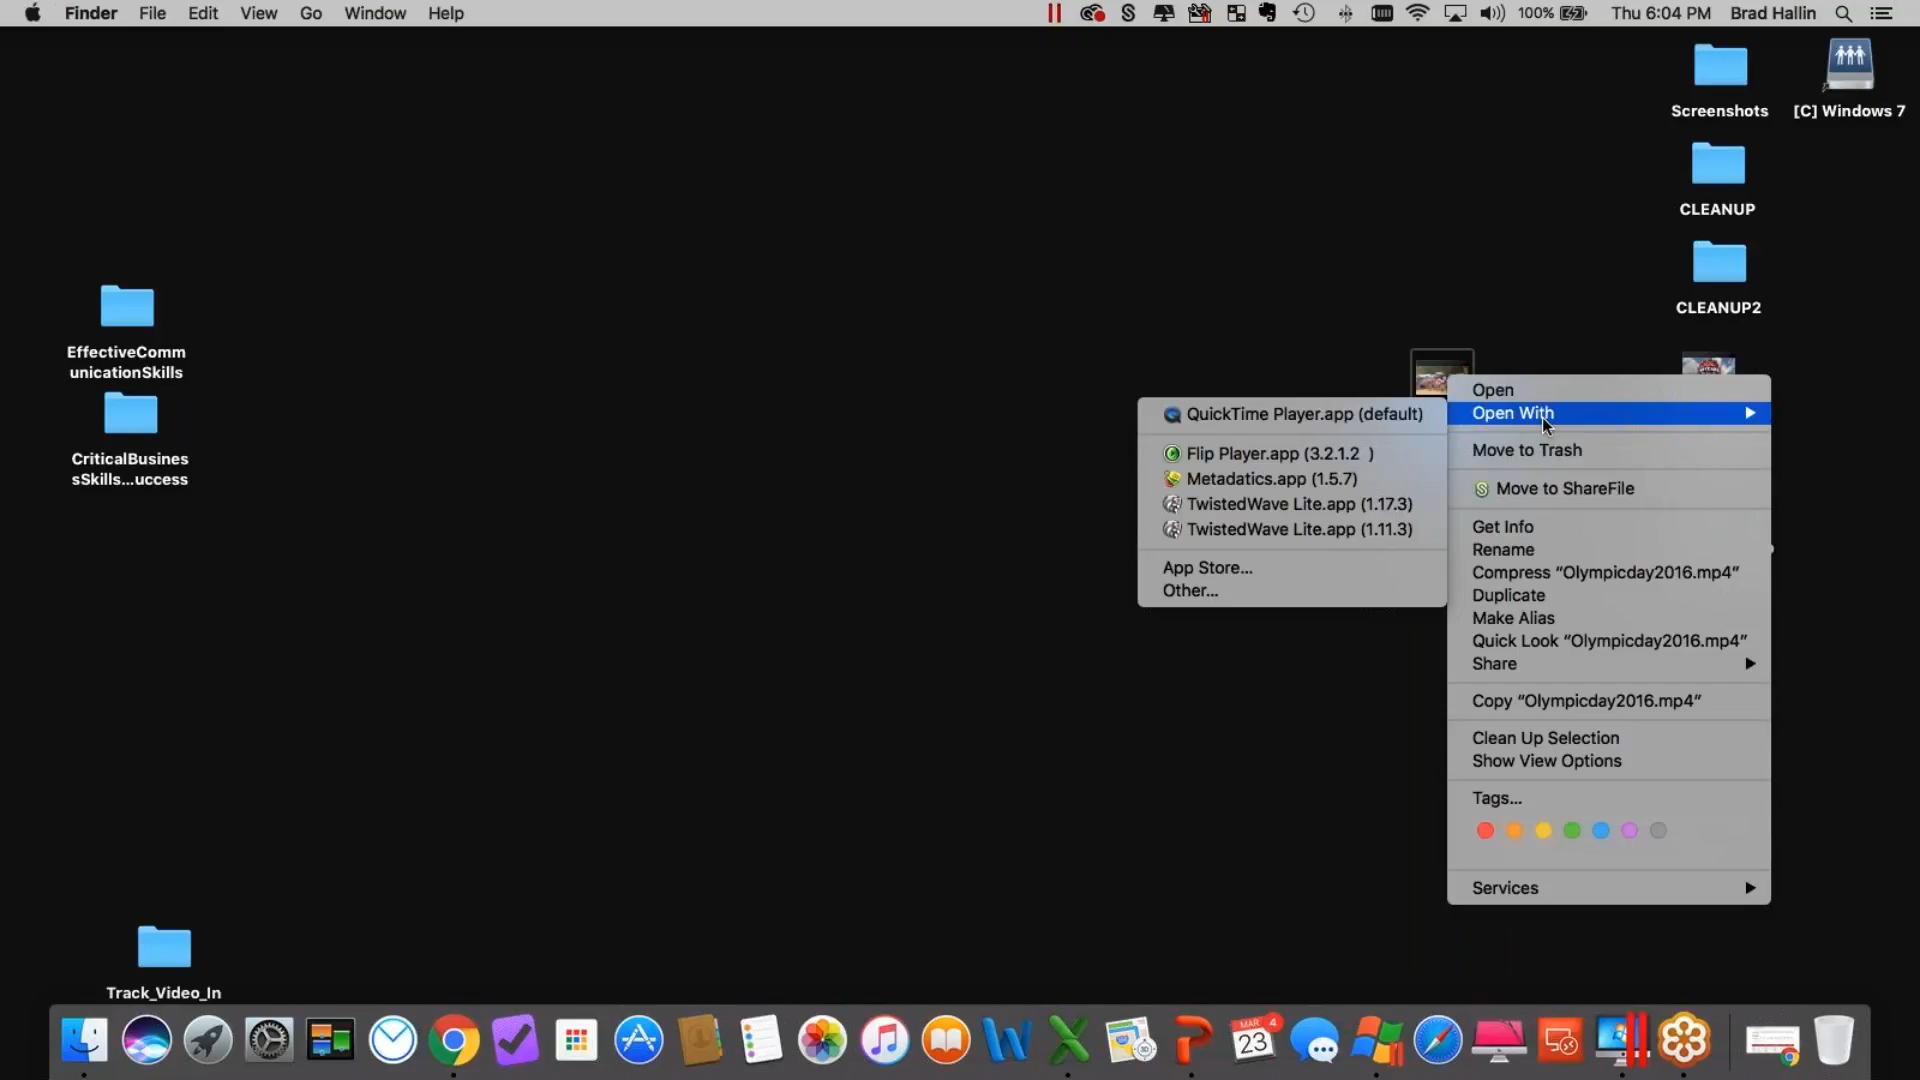 Finder File Edit View Go Window Help 100% Thu 6:04 PM Brad Hallin
Screenshots
[C] Windows 7
CLEANUP
CLEANUP2
EffectiveComm
unicationSkills
CriticalBusines
sSkills...uccess
Track_Video_In
QuickTime Player.app (default)
Flip Player.app (3.2.1.2 )
Metadatics.app (1.5.7)
TwistedWave Lite.app (1.17.3)
TwistedWave Lite.app (1.11.3)
App Store...
Other...
Open
Open With
Move to Trash
Move to ShareFile
Get Info
Rename
Compress “Olympicday2016.mp4”
Duplicate
Make Alias
Quick Look “Olympicday2016.mp4”
Share
Copy “Olympicday2016.mp4”
Clean Up Selection
Show View Options
Tags...
Services
MAR 4
23